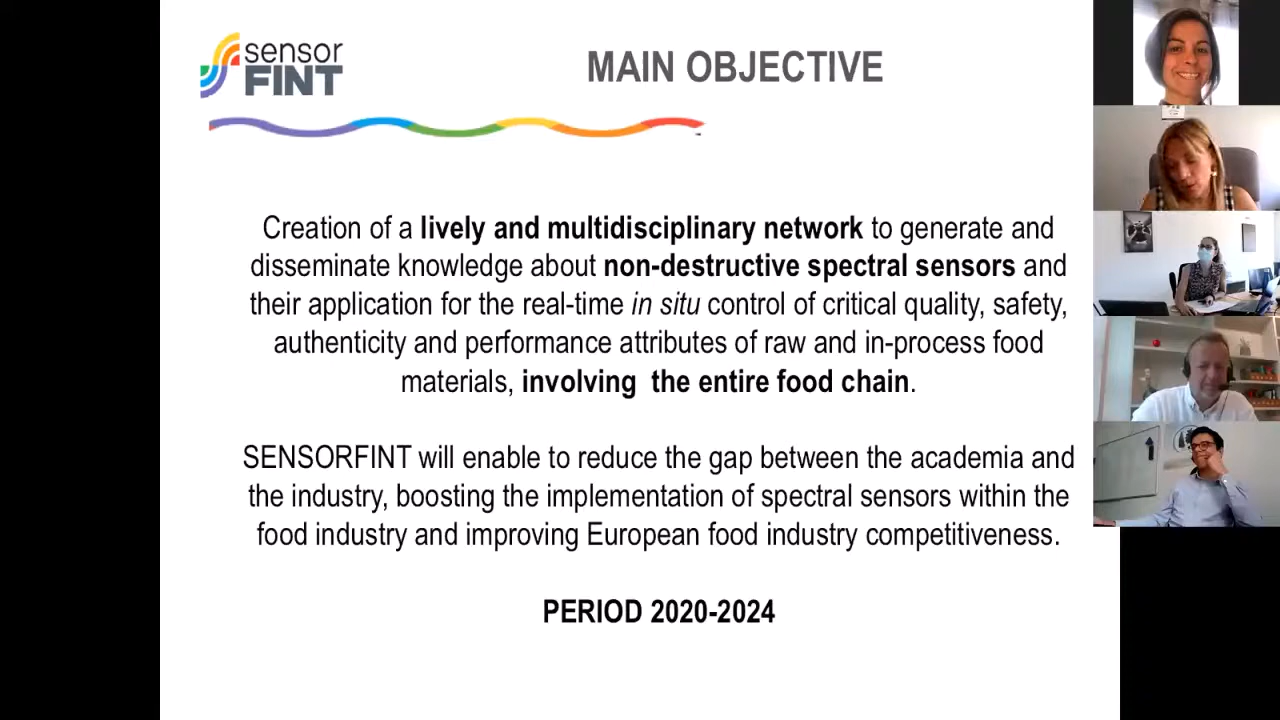 sensor
FINT
MAIN OBJECTIVE
Creation of a lively and multidisciplinary network to generate and
disseminate knowledge about non-destructive spectral sensors and
their application for the real-time in situ control of critical quality, safety,
authenticity and performance attributes of raw and in-process food
materials, involving the entire food chain.
SENSORFINT will enable to reduce the gap between the academia and
the industry, boosting the implementation of spectral sensors within the
food industry and improving European food industry competitiveness.
PERIOD 2020-2024